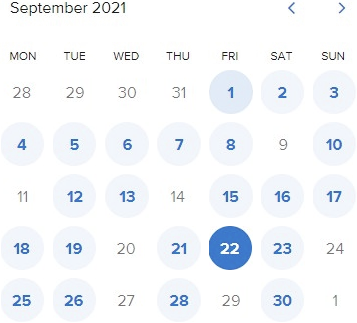 September 2021
MON TUE WED THU FRI SAT SUN
28 29 30 31 1 2 3
4 5 6 7 8 9 10
11 12 13 14 15 16 17
18 19 20 21 22 23 24
25 26 27 28 29 30 1